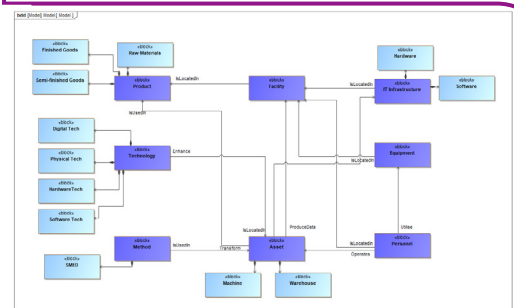 bdd [Model] Model [ Model ]
«block»
Finished Goods
«block»
Raw Materials
«block»
Semi-finished Goods
«block»
Product
IsLocatedIn
«block»
Facility
IsLocatedIn
«block»
Hardware
«block»
IT Infrastructure
«block»
Software
IsUsedIn
«block»
Digital Tech
«block»
Physical Tech
«block»
Technology
Enhance
«block»
HardwareTech
«block»
Software Tech
«block»
Equipment
IsLocatedIn
Utilise
ProduceData
IsLocatedIn
«block»
Method
IsUsedIn
Transform
«block»
Asset
IsLocatedIn
Operates
«block»
Personnel
«block»
SMED
«block»
Machine
«block»
Warehouse